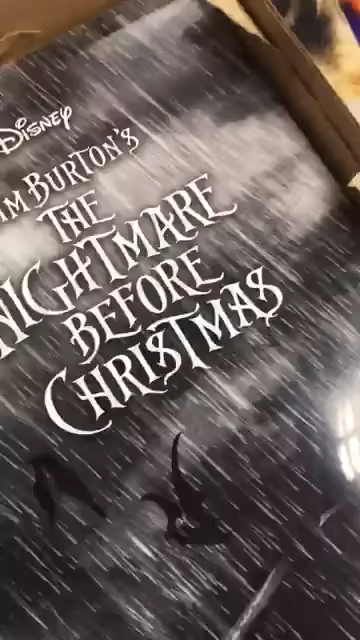 Disney
IM BURTON'S
THE
NIGHTMARE
BEFORE
CHRISTMAS